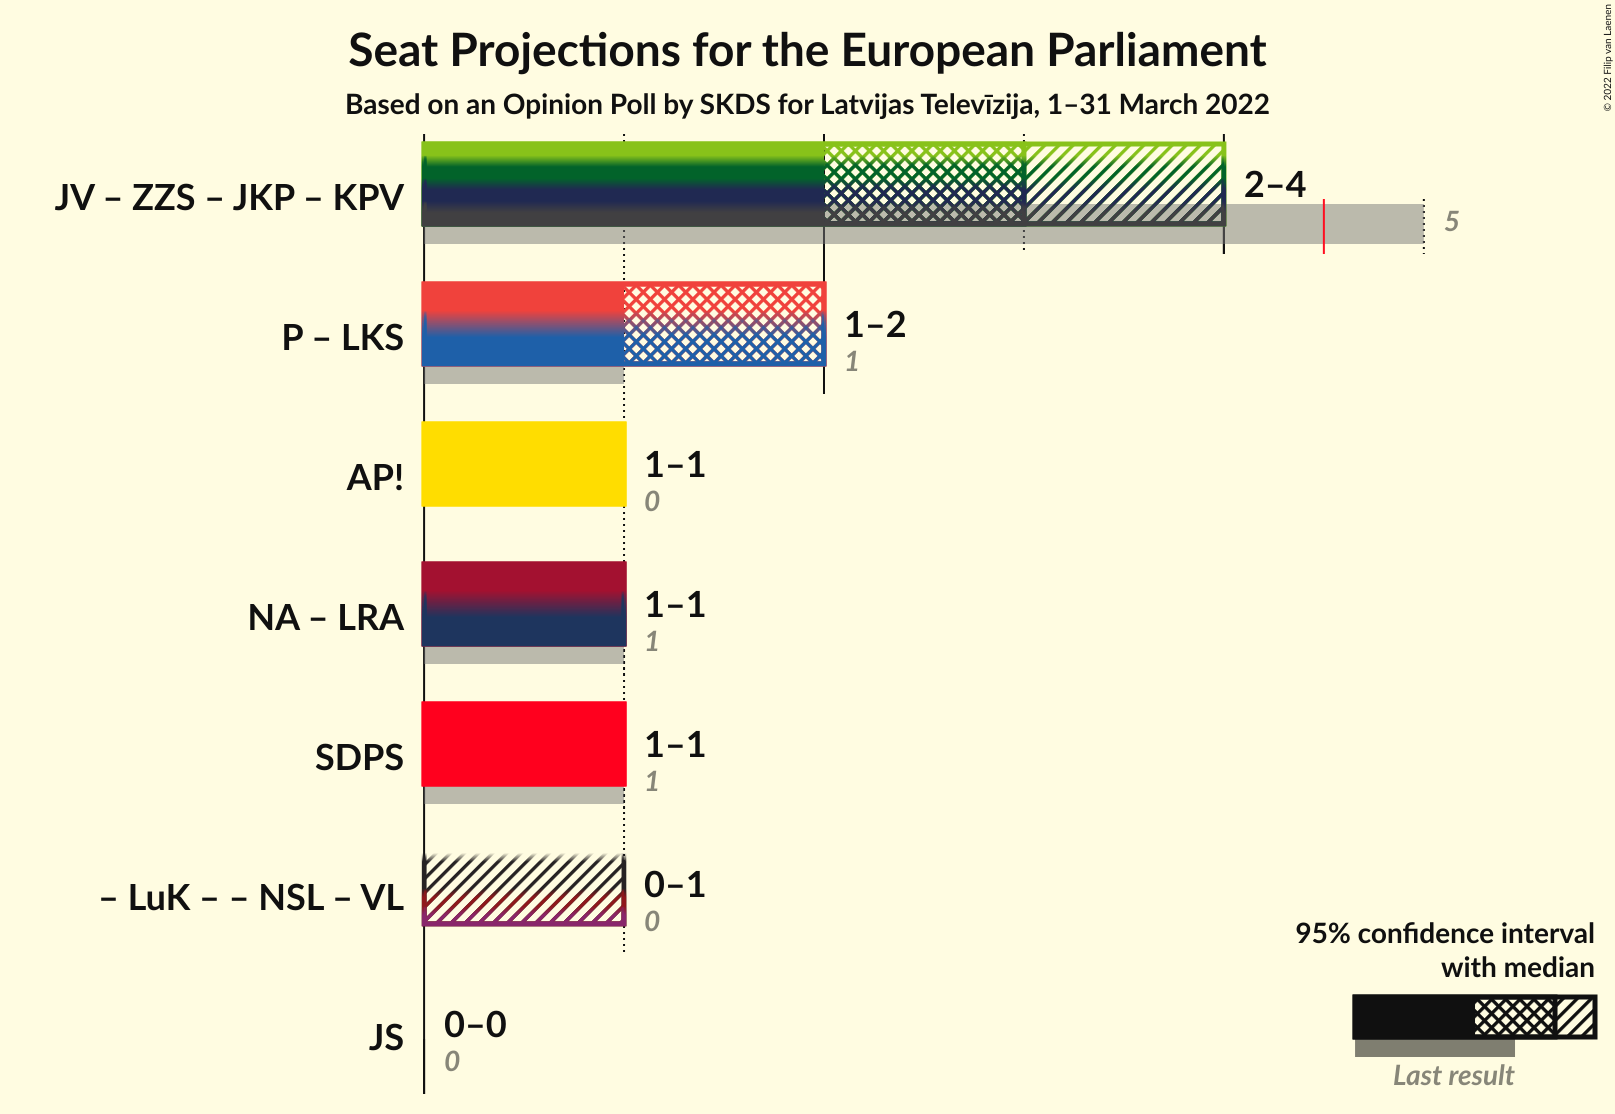 Seat Projections for the European Parliament
Based on an Opinion Poll by SKDS for Latvijas Televīzija, 1–31 March 2022
© 2022 Filip van Laenen
JV – ZZS – JKP – KPV
2–4
5
P – LKS
1–2
1
AP!
1–1
0
NA – LRA
1–1
1
SDPS
1–1
1
– LuK – – NSL – VL
0–1
0
JS
0–0
0
95% confidence interval
with median
Last result